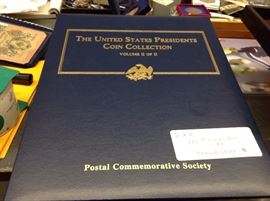 THE UNITED STATES PRESIDENTS
COIN COLLECTION
VOLUME II OF II
Postal Commemorative Society